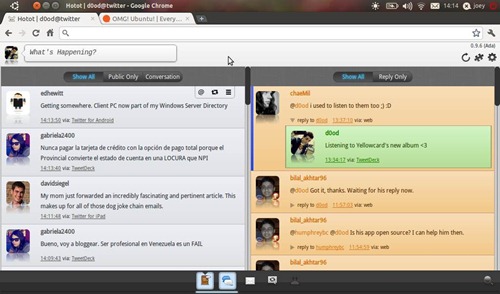 Hotot | d0od@twitter - Google Chrome
14:14
joey
Hotot | d0od@twitter
OMG! Ubuntu! | Every...
0.9.6 (Ada)
What's Happening?
Show All
Public Only
Conversation
Show All
Reply Only
edhewitt
Getting somewhere. Client PC now part of my Windows Server Directory
14:13:50 via: Twitter for Android
gabriela2400
Nunca pagar la tarjeta de crédito con la opción de pago total porque el
Provincial convierte el estado de cuenta en una LOCURA que NPI
14:13:40 via: TweetDeck
davidsiegel
My mom just forwarded an incredibly fascinating and pertinent article. This
makes up for all of those dog joke chain emails.
14:11:48 via: Twitter for iPad
gabriela2400
Bueno, voy a bloggear. Ser profesional en Venezuela es un FAIL
14:09:43 via: TweetDeck
chaeMil
@d0od i used to listen to them too ;) :D
reply to d0od 13:37:10 via: web
d0od
Listening to Yellowcard's new album <3
13:34:17 via: TweetDeck
bilal_akhtar96
@d0od Got it, thanks. Waiting for his reply now.
reply to d0od 11:57:03 via: web
bilal_akhtar96
@humphreybc @d0od Is his app open source? I can help him then.
reply to humphreybc 11:54:59 via: web
bilal_akhtar96